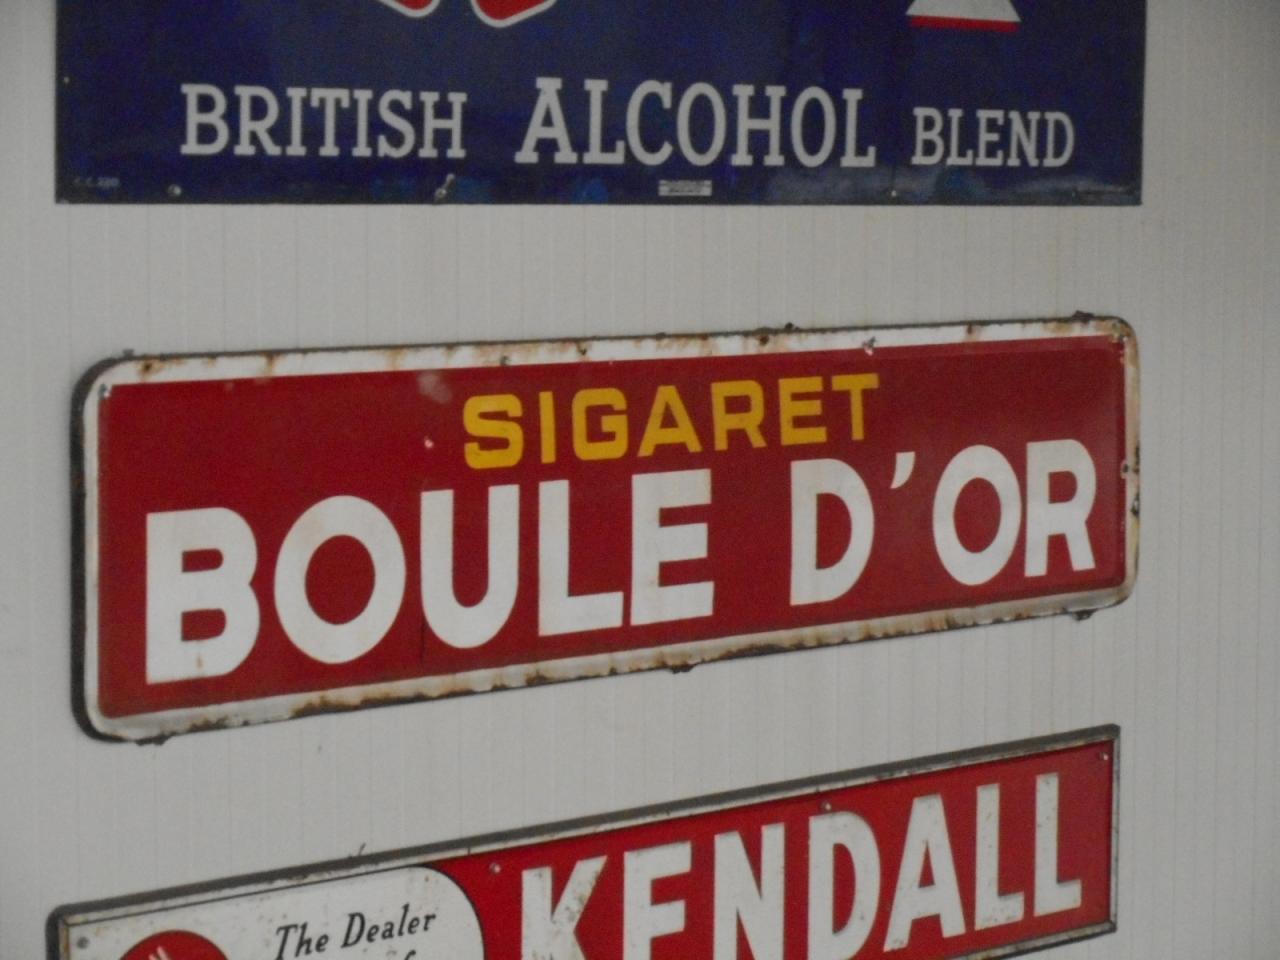 BRITISH ALCOHOL BLEND
SIGARET
BOULE D'OR
The Dealer
KENDALL